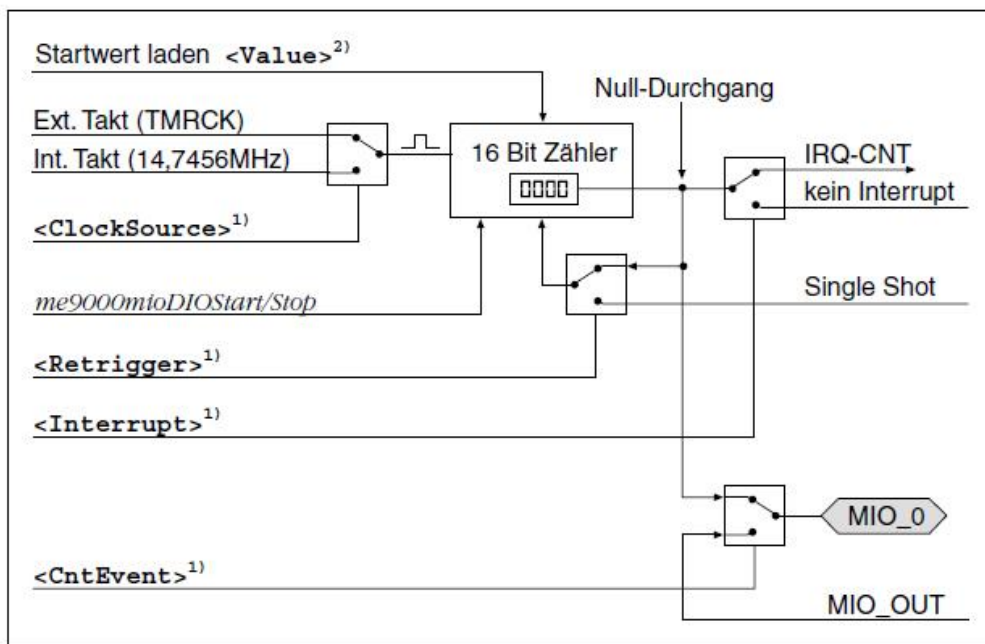 Startwert laden <Value>2)
Null-Durchgang
Ext. Takt (TMRCK)
16 Bit Zähler
IRQ-CNT
Int. Takt (14,7456MHz)
0000
kein Interrupt
<ClockSource>1)
me9000mioDIOStart/Stop
Single Shot
<Retrigger>1)
<Interrupt>1)
MIO_0
<CntEvent>1)
MIO_OUT